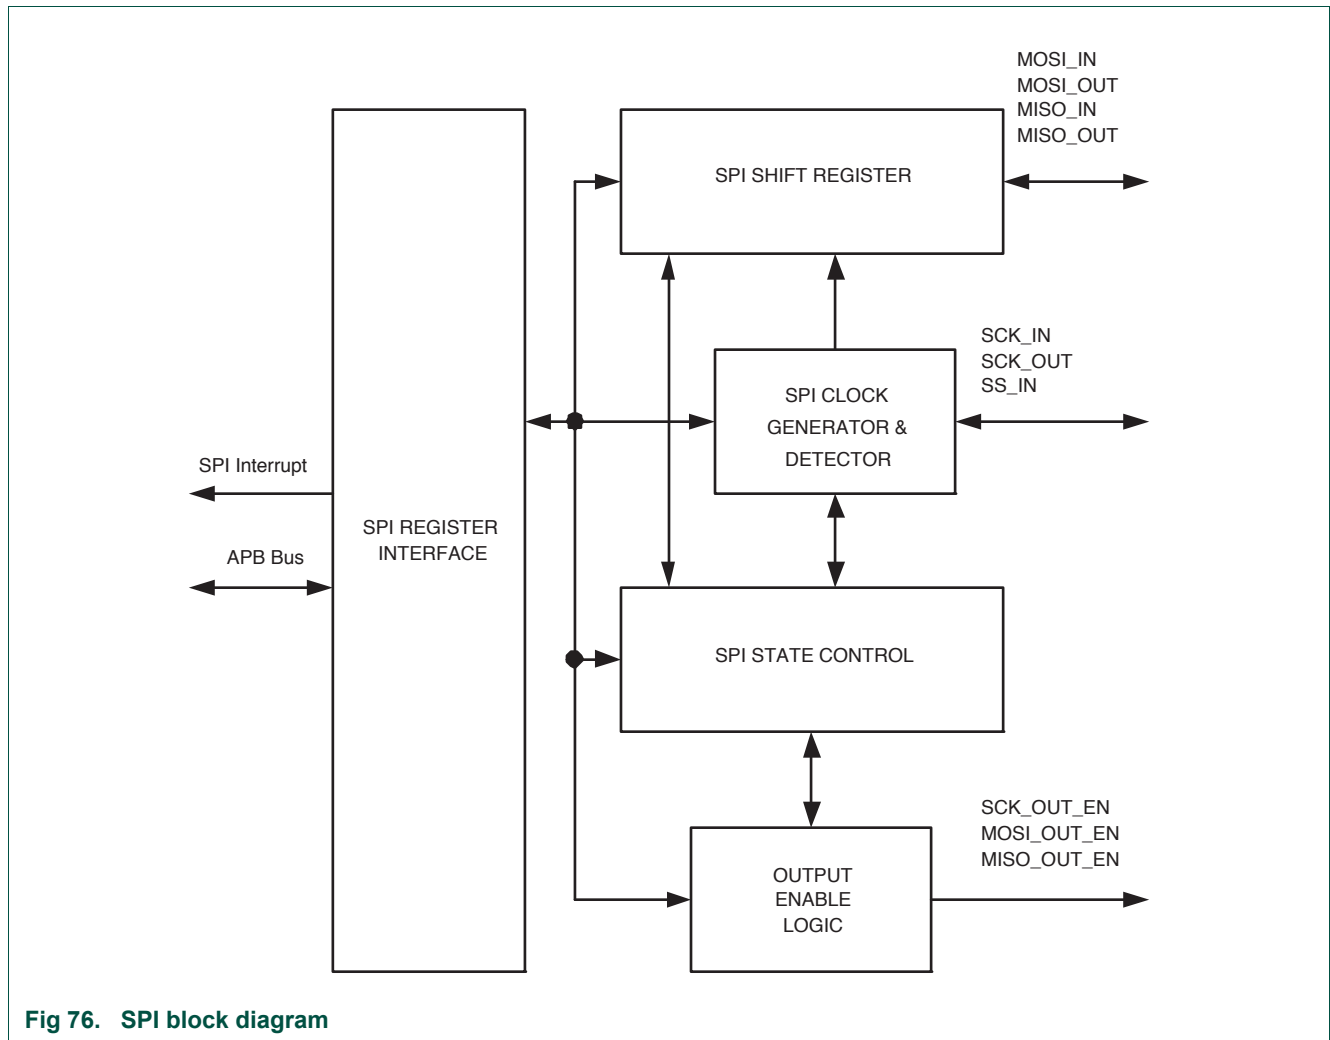 MOSI_IN
MOSI_OUT
MISO_IN
MISO_OUT
SPI SHIFT REGISTER
SCK_IN
SCK_OUT
SS_IN
SPI CLOCK
GENERATOR &
DETECTOR
SPI Interrupt
SPI REGISTER
INTERFACE
APB Bus
SPI STATE CONTROL
SCK_OUT_EN
MOSI_OUT_EN
MISO_OUT_EN
OUTPUT
ENABLE
LOGIC
Fig 76. SPI block diagram